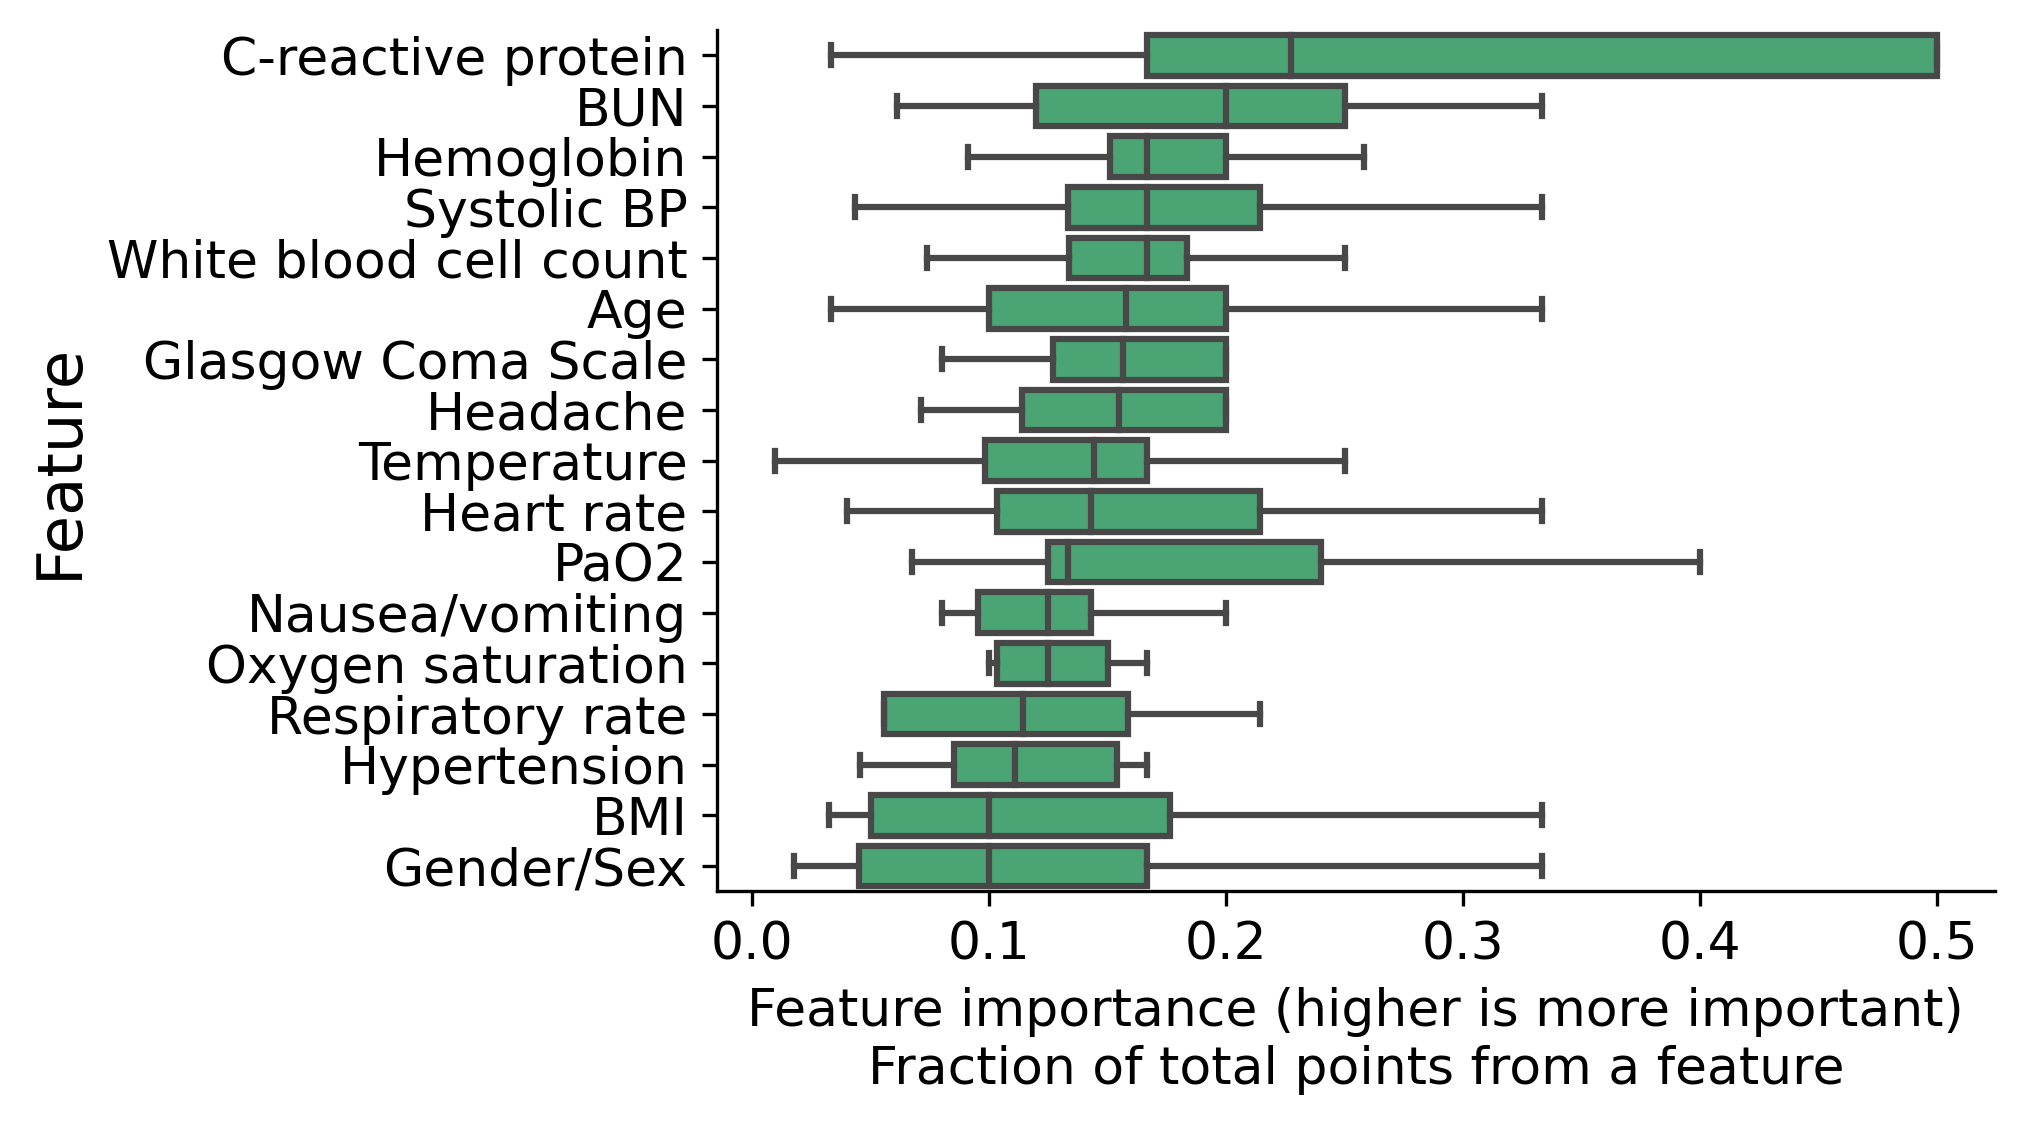 C-reactive protein
BUN
Hemoglobin
Systolic BP
White blood cell count
Age
Glasgow Coma Scale
Headache
Temperature
Heart rate
PaO2
Nausea/vomiting
Oxygen saturation
Respiratory rate
Hypertension
BMI
Gender/Sex
Feature
0.0 0.1 0.2 0.3 0.4 0.5
Feature importance (higher is more important)
Fraction of total points from a feature